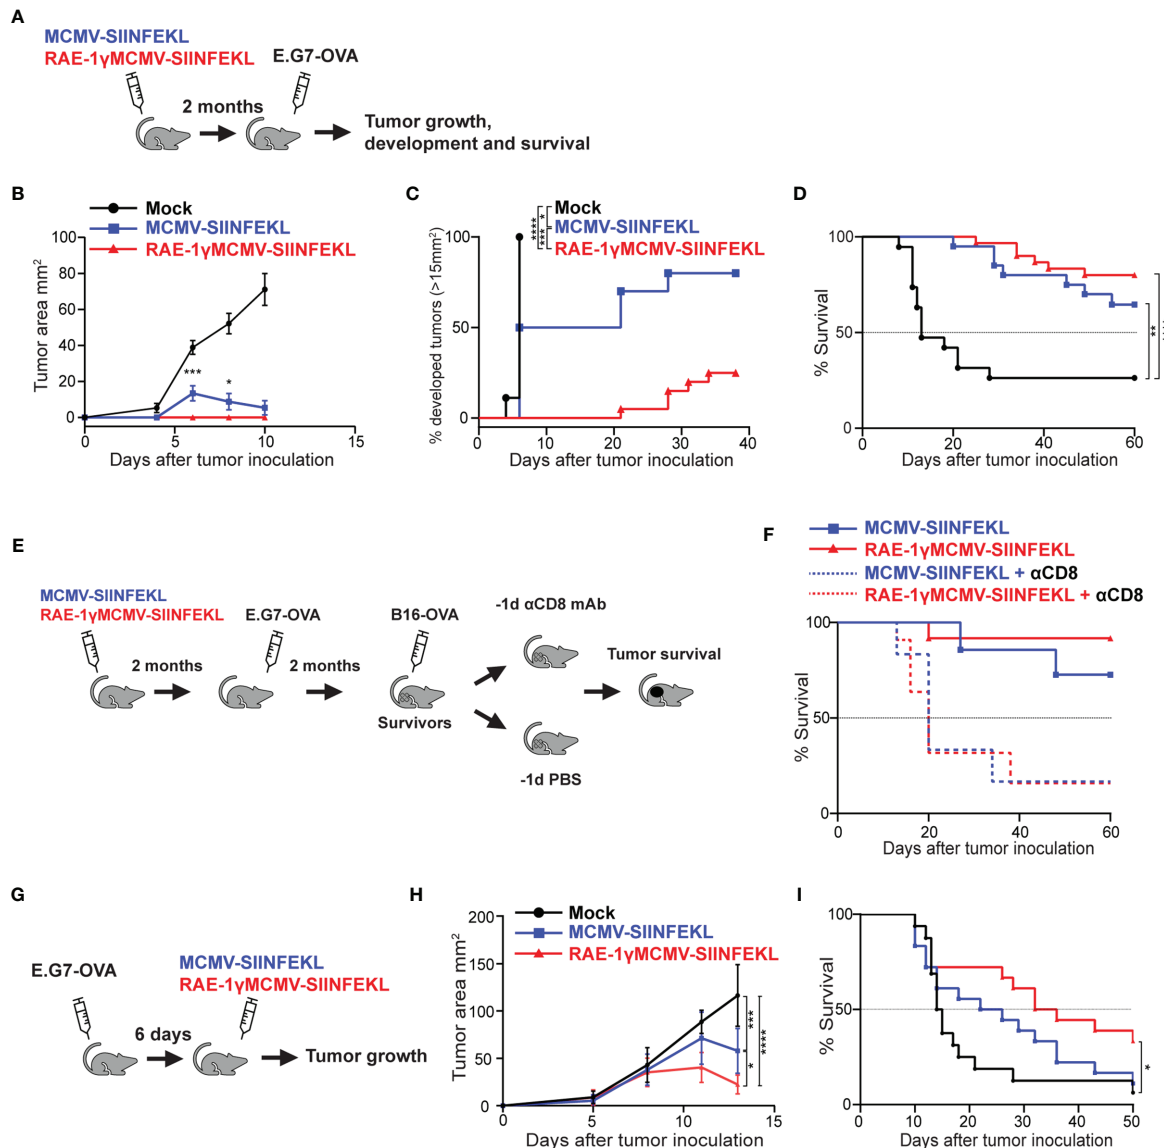 A
MCMV-SIINFEKL
RAE-1γMCMV-SIINFEKL
E.G7-OVA
2 months
Tumor growth,
development and survival
B
Mock
MCMV-SIINFEKL
RAE-1γMCMV-SIINFEKL
Tumor area mm²
100
80
60
40
20
0
***
*
0 5 10 15
Days after tumor inoculation
C
Mock
MCMV-SIINFEKL
RAE-1γMCMV-SIINFEKL
****
***
*
% developed tumors (>15mm²)
100
50
0
0 10 20 30 40
Days after tumor inoculation
D
% Survival
100
50
0
**
0 20 40 60
Days after tumor inoculation
E
MCMV-SIINFEKL
RAE-1γMCMV-SIINFEKL
2 months
E.G7-OVA
2 months
B16-OVA
Survivors
-1d αCD8 mAb
-1d PBS
Tumor survival
F
MCMV-SIINFEKL
RAE-1γMCMV-SIINFEKL
MCMV-SIINFEKL + αCD8
RAE-1γMCMV-SIINFEKL + αCD8
% Survival
100
50
0
0 20 40 60
Days after tumor inoculation
G
E.G7-OVA
6 days
MCMV-SIINFEKL
RAE-1γMCMV-SIINFEKL
Tumor growth
H
Mock
MCMV-SIINFEKL
RAE-1γMCMV-SIINFEKL
Tumor area mm²
200
150
100
50
0
***
*
****
0 5 10 15
Days after tumor inoculation
I
% Survival
100
50
0
*
0 10 20 30 40 50
Days after tumor inoculation